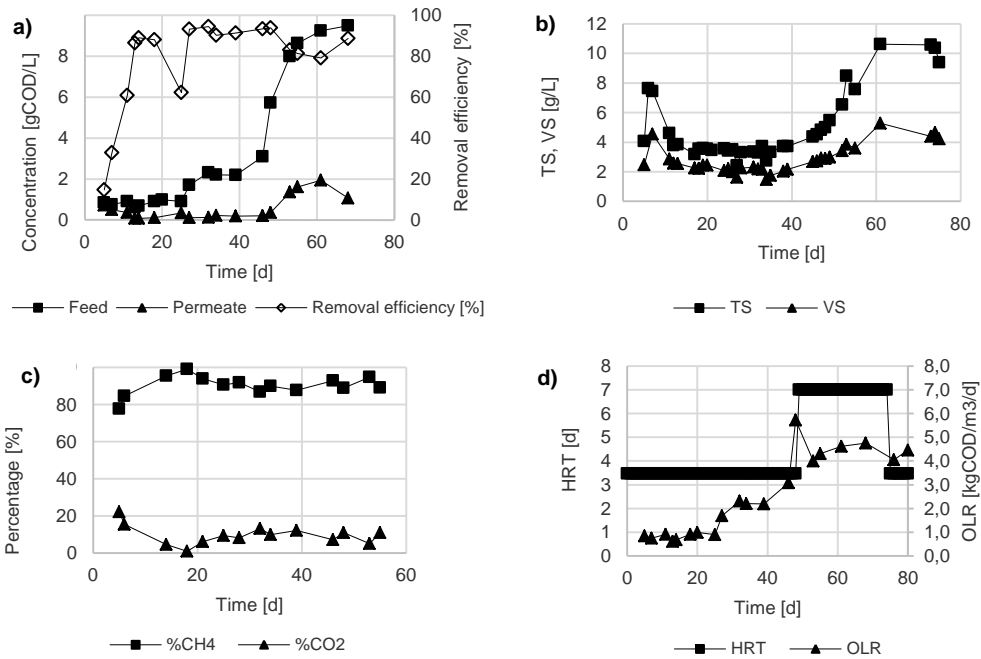 a)
Concentration [gCOD/L]
9
6
4
2
0
100
80
60
40
20
0
Removal efficiency [%]
0 20 40 60 80
Time [d]
Feed Permeate Removal efficiency [%]
b)
TS, VS [g/L]
12
10
8
6
4
2
0
0 20 40 60 80
Time [d]
TS VS
c)
Percentage [%]
80
60
40
20
0
0 20 40 60
Time [d]
%CH4 %CO2
d)
HRT [d]
8
7
6
5
4
3
2
1
0
8,0
7,0
6,0
5,0
4,0
3,0
2,0
1,0
0,0
OLR [kgCOD/m3/d]
0 20 40 60 80
Time [d]
HRT OLR